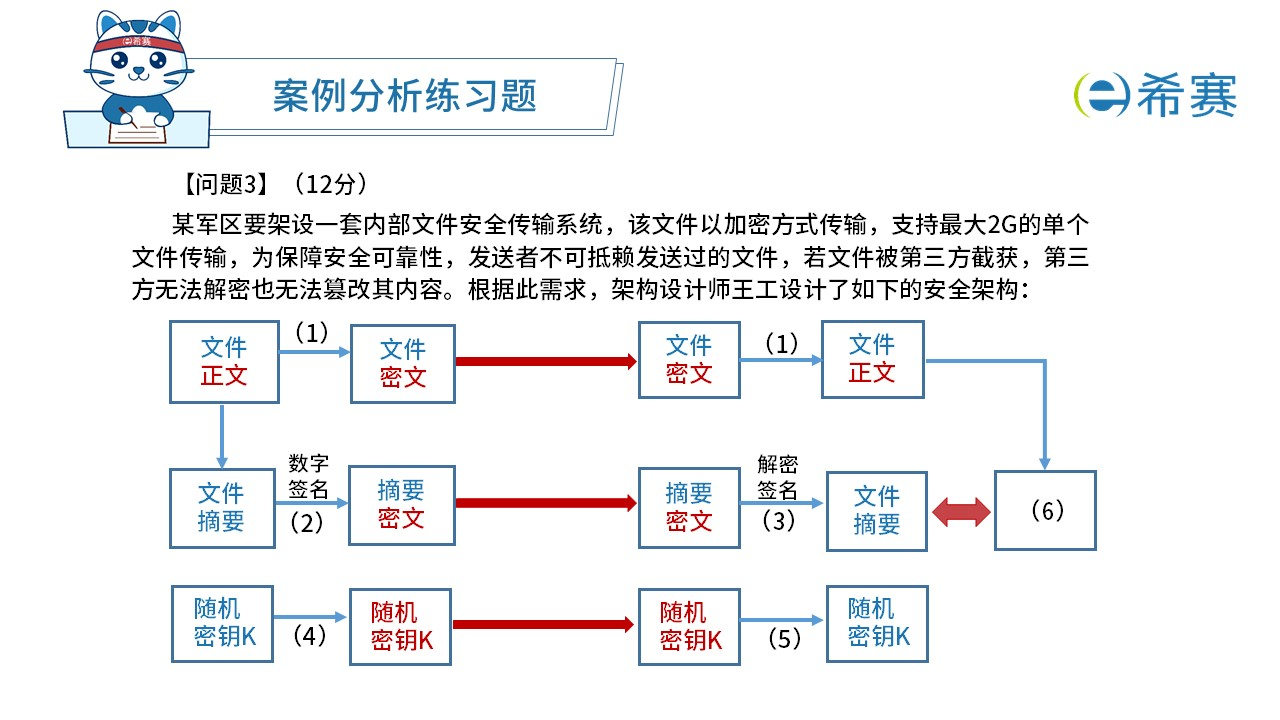 希赛
案例分析练习题
希赛
【问题3】（12分）
某军区要架设一套内部文件安全传输系统，该文件以加密方式传输，支持最大2G的单个
文件传输，为保障安全可靠性，发送者不可抵赖发送过的文件，若文件被第三方截获，第三
方无法解密也无法篡改其内容。根据此需求，架构设计师王工设计了如下的安全架构：
文件
正文
（1）
文件
密文
文件
密文
（1）
文件
正文
文件
摘要
数字
签名
（2）
摘要
密文
摘要
密文
解密
签名
（3）
文件
摘要
（6）
随机
密钥K
（4）
随机
密钥K
随机
密钥K
（5）
随机
密钥K